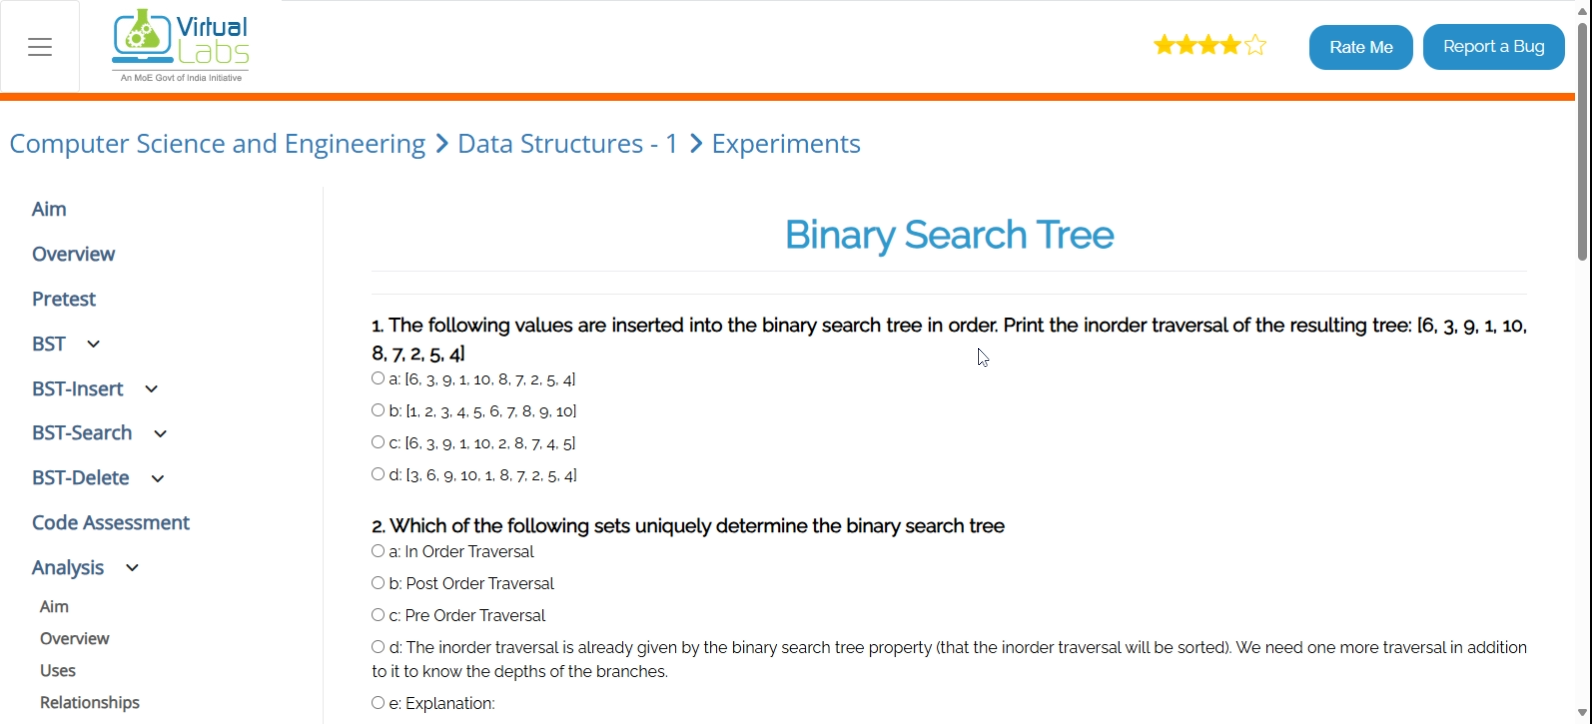 Virtual
Labs
An MoE Govt of India Initiative
Rate Me
Report a Bug
Computer Science and Engineering > Data Structures - 1 > Experiments
Aim
Overview
Pretest
BST
BST-Insert
BST-Search
BST-Delete
Code Assessment
Analysis
Aim
Overview
Uses
Relationships
Binary Search Tree
1. The following values are inserted into the binary search tree in order. Print the inorder traversal of the resulting tree: [6, 3, 9, 1, 10,
8, 7, 2, 5, 4]
a: [6, 3, 9, 1, 10, 8, 7, 2, 5, 4]
b: [1, 2, 3, 4, 5, 6, 7, 8, 9, 10]
c: [6, 3, 9, 1, 10, 2, 8, 7, 4, 5]
d: [3, 6, 9, 10, 1, 8, 7, 2, 5, 4]
2. Which of the following sets uniquely determine the binary search tree
a: In Order Traversal
b: Post Order Traversal
c: Pre Order Traversal
d: The inorder traversal is already given by the binary search tree property (that the inorder traversal will be sorted). We need one more traversal in addition
to it to know the depths of the branches.
e: Explanation: